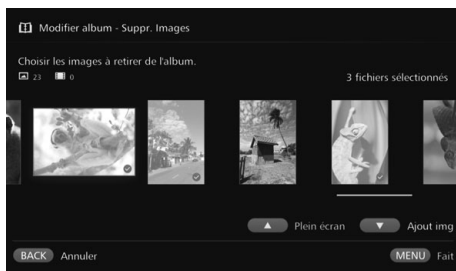 Modifier album - Suppr. Images
Choisir les images à retirer de l'album.
23 0
3 fichiers sélectionnés
Plein écran Ajout img
BACK Annuler MENU Fait